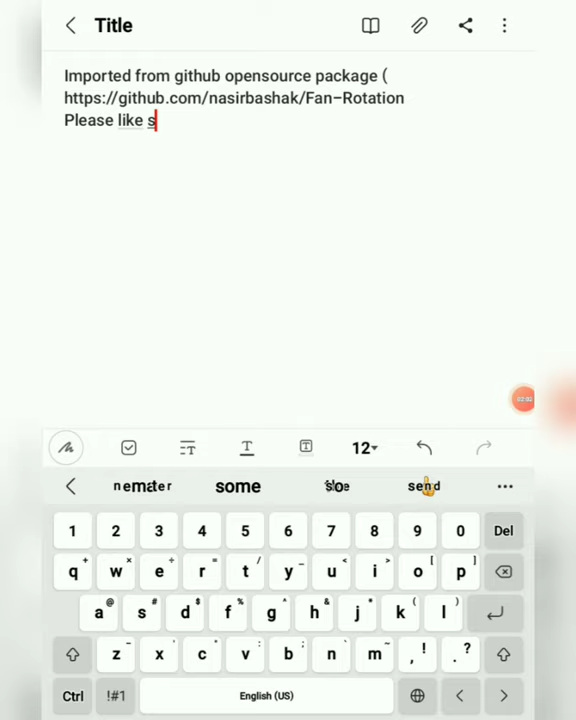 Title
Imported from github opensource package (
https://github.com/nasirbashak/Fan-Rotation
Please like s
12
some send
1 2 3 4 5 6 7 8 9 0 Del
q + w × e ÷ r = t / y _ u < i > o [ p ]
a @ s # d $ f % g ^ h & j * k ( l )
z - x ' c " v : b ; n ` m ~ , ! . ?
Ctrl !#1 English (US) < >